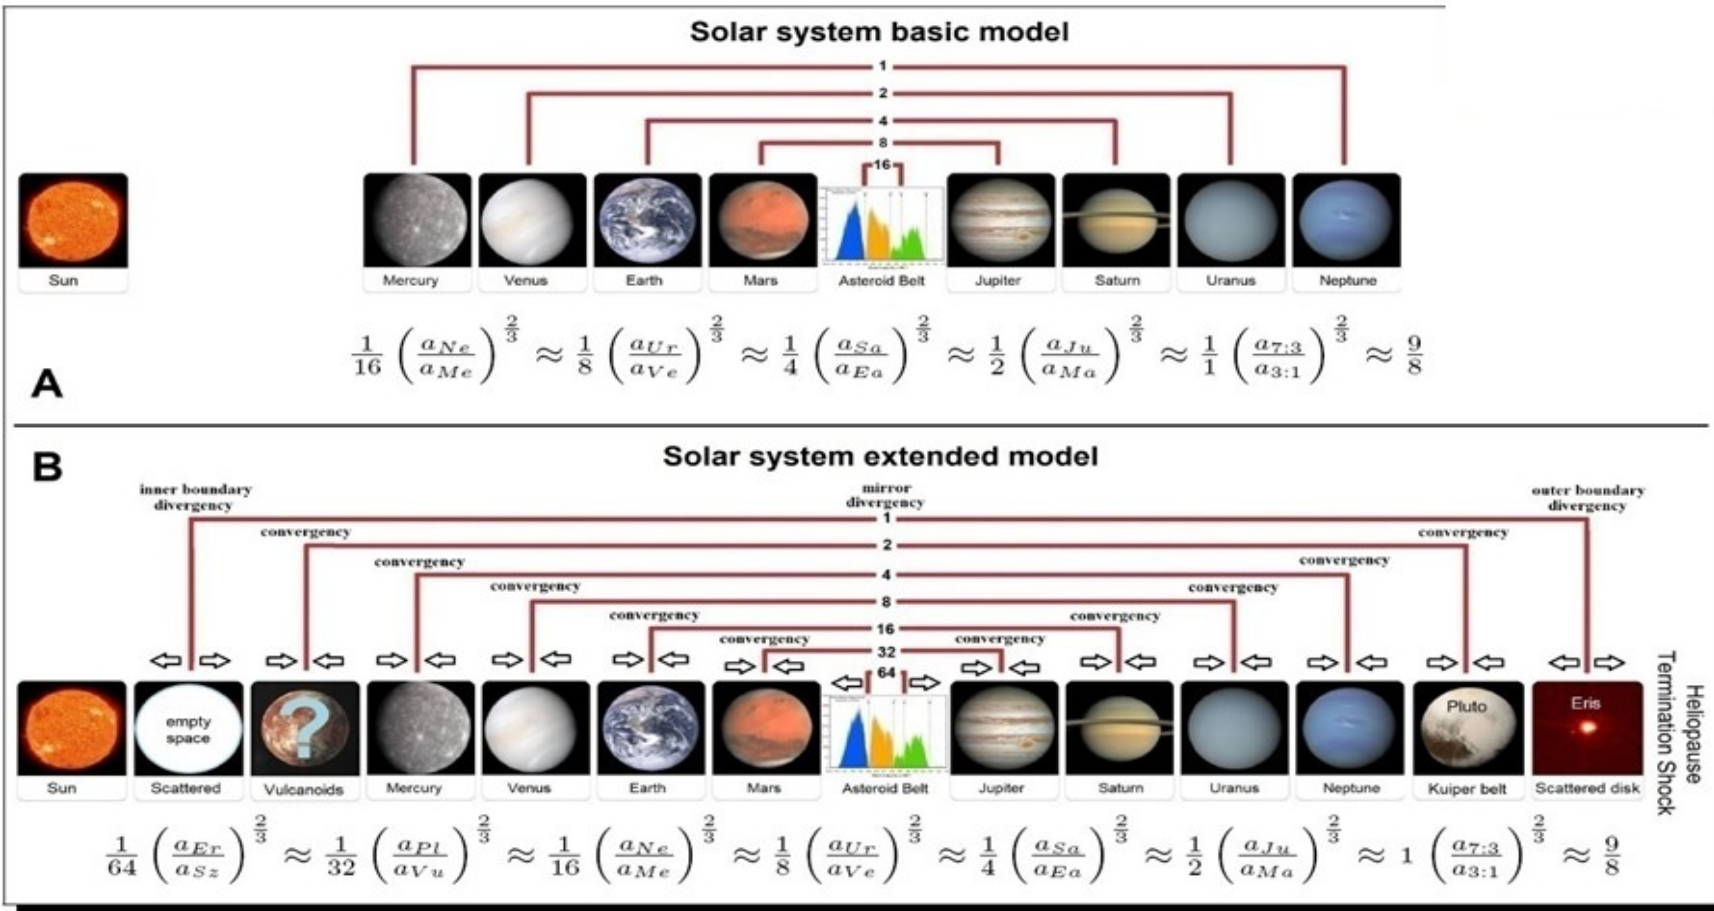 Solar system basic model
1
2
4
8
16
Sun Mercury Venus Earth Mars Asteroid Belt Jupiter Saturn Uranus Neptune
1/16 (a_Ne/a_Me)^2/3 ≈ 1/8 (a_Ur/a_Ve)^2/3 ≈ 1/4 (a_Sa/a_Ea)^2/3 ≈ 1/2 (a_Ju/a_Ma)^2/3 ≈ 1/1 (a_7:3/a_3:1)^2/3 ≈ 9/8
A
B
Solar system extended model
inner boundary
divergency
mirror
divergency
outer boundary
divergency
1
convergency 2 convergency
convergency 4 convergency
convergency 8 convergency
convergency 16 convergency
convergency 32 convergency
64
empty
space
?
Pluto
Eris
Sun Scattered Vulcanoids Mercury Venus Earth Mars Asteroid Belt Jupiter Saturn Uranus Neptune Kuiper belt Scattered disk
Termination Shock
Heliopause
1/64 (a_Er/a_Sz)^2/3 ≈ 1/32 (a_Pl/a_Vu)^2/3 ≈ 1/16 (a_Ne/a_Me)^2/3 ≈ 1/8 (a_Ur/a_Ve)^2/3 ≈ 1/4 (a_Sa/a_Ea)^2/3 ≈ 1/2 (a_Ju/a_Ma)^2/3 ≈ 1 (a_7:3/a_3:1)^2/3 ≈ 9/8